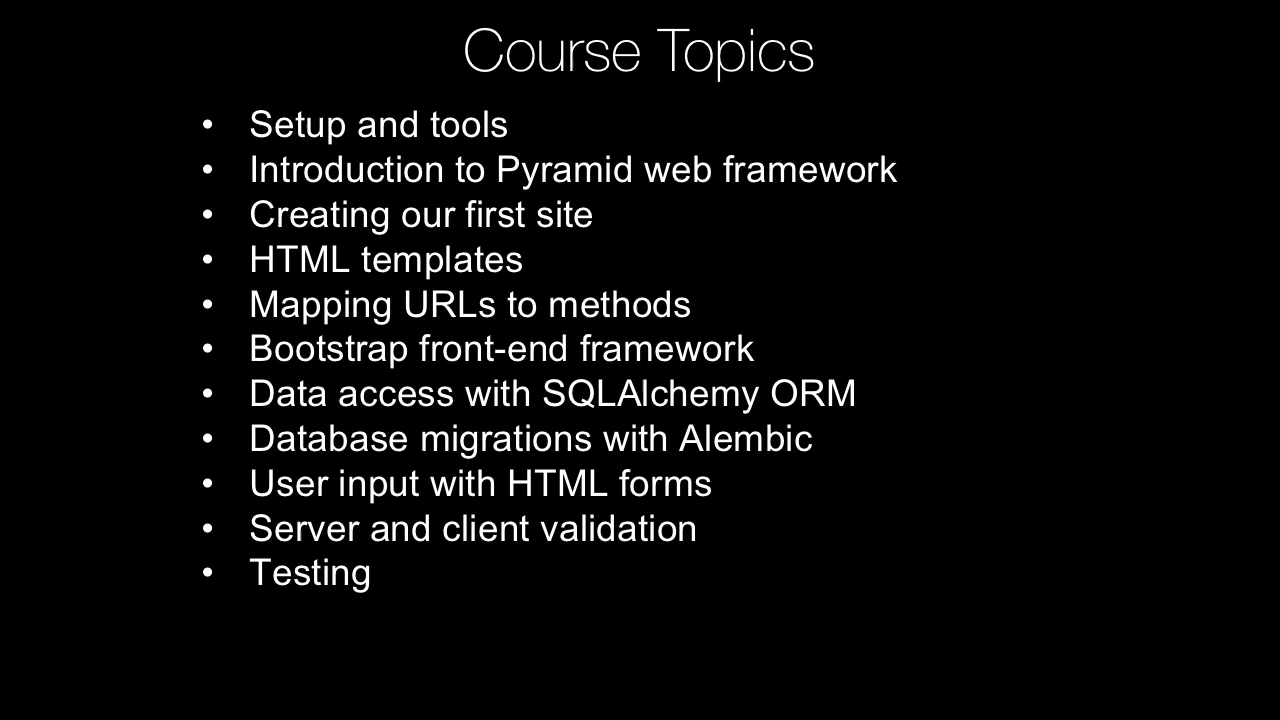 Course Topics
• Setup and tools
• Introduction to Pyramid web framework
• Creating our first site
• HTML templates
• Mapping URLs to methods
• Bootstrap front-end framework
• Data access with SQLAlchemy ORM
• Database migrations with Alembic
• User input with HTML forms
• Server and client validation
• Testing